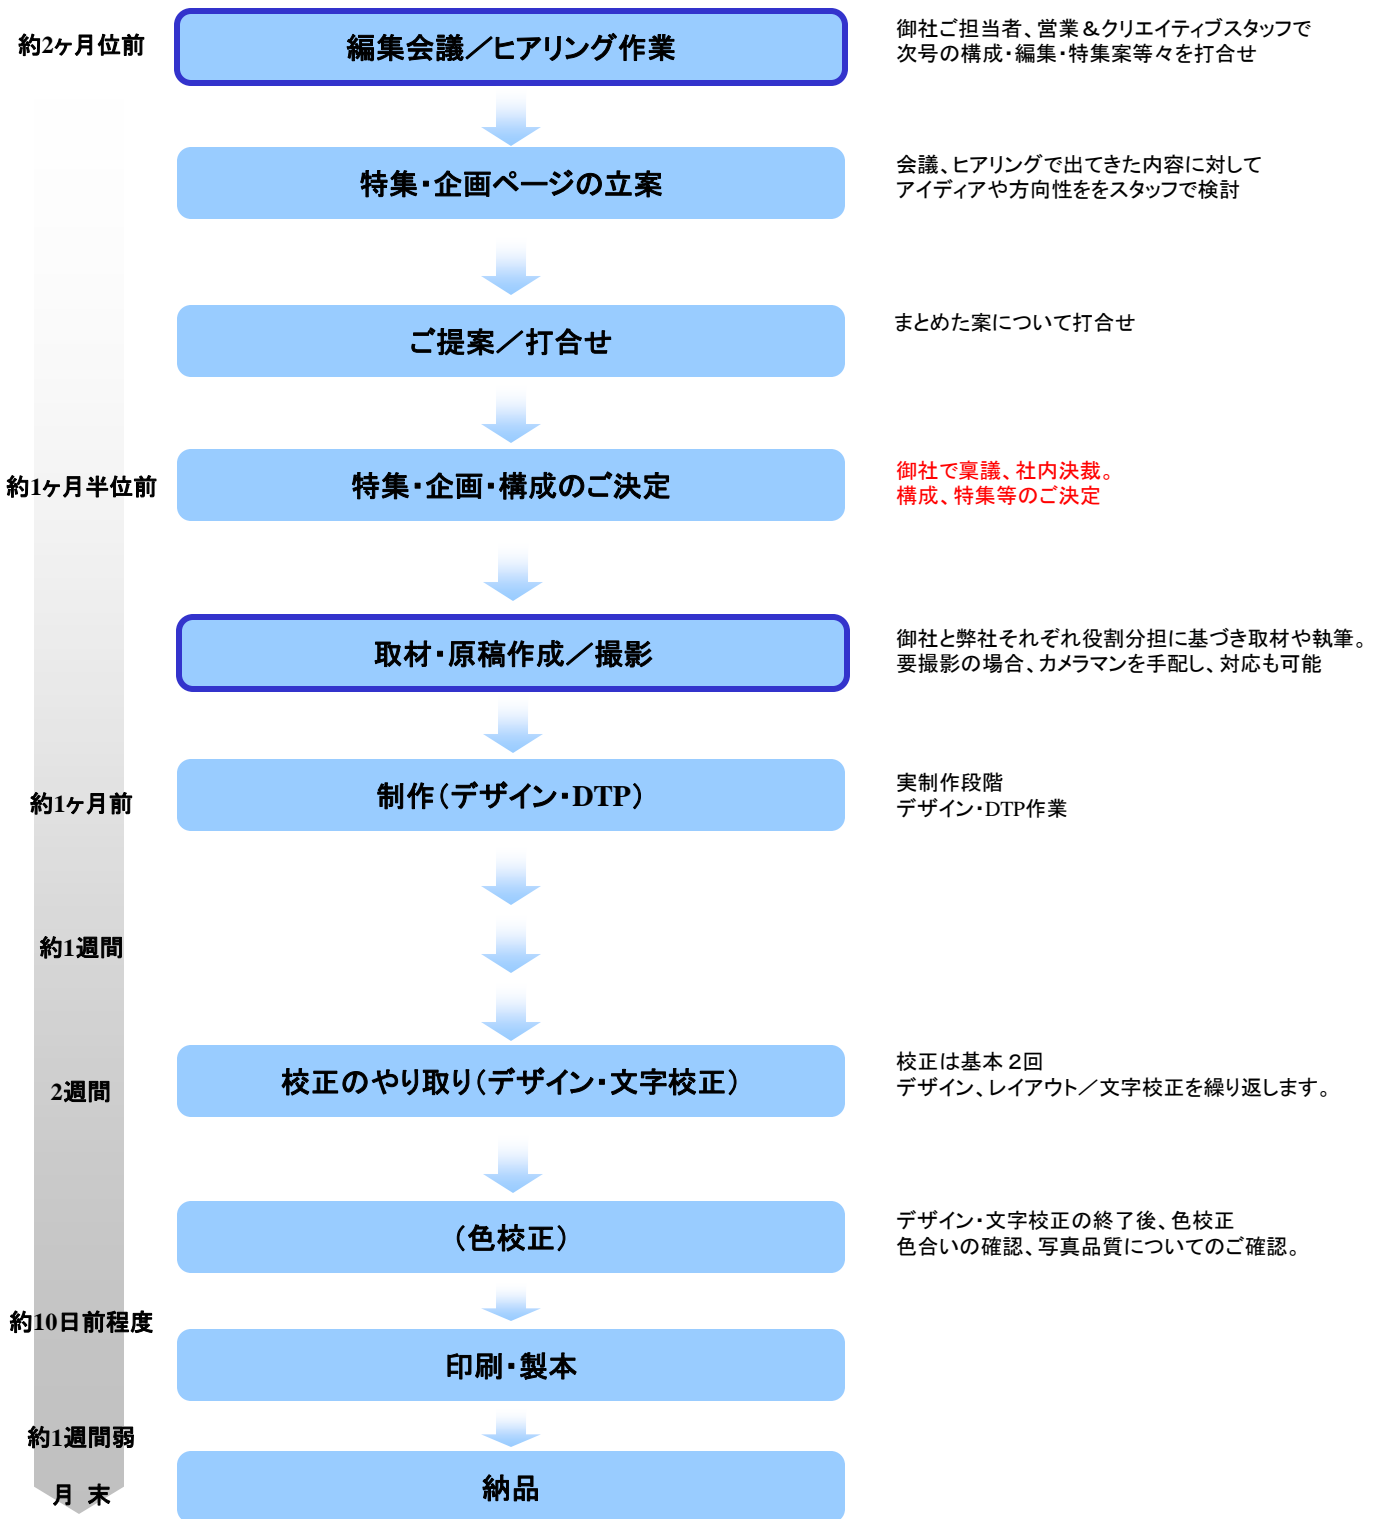 約2ヶ月位前
編集会議／ヒアリング作業
御社ご担当者、営業＆クリエイティブスタッフで
次号の構成・編集・特集案等々を打合せ
特集・企画ページの立案
会議、ヒアリングで出てきた内容に対して
アイディアや方向性ををスタッフで検討
ご提案／打合せ
まとめた案について打合せ
約1ヶ月半位前
特集・企画・構成のご決定
御社で稟議、社内決裁。
構成、特集等のご決定
取材・原稿作成／撮影
御社と弊社それぞれ役割分担に基づき取材や執筆。
要撮影の場合、カメラマンを手配し、対応も可能
約1ヶ月前
制作（デザイン・DTP）
実制作段階
デザイン・DTP作業
約1週間
2週間
校正のやり取り（デザイン・文字校正）
校正は基本２回
デザイン、レイアウト／文字校正を繰り返します。
（色校正）
デザイン・文字校正の終了後、色校正
色合いの確認、写真品質についてのご確認。
約10日前程度
印刷・製本
約1週間弱
月 末
納品